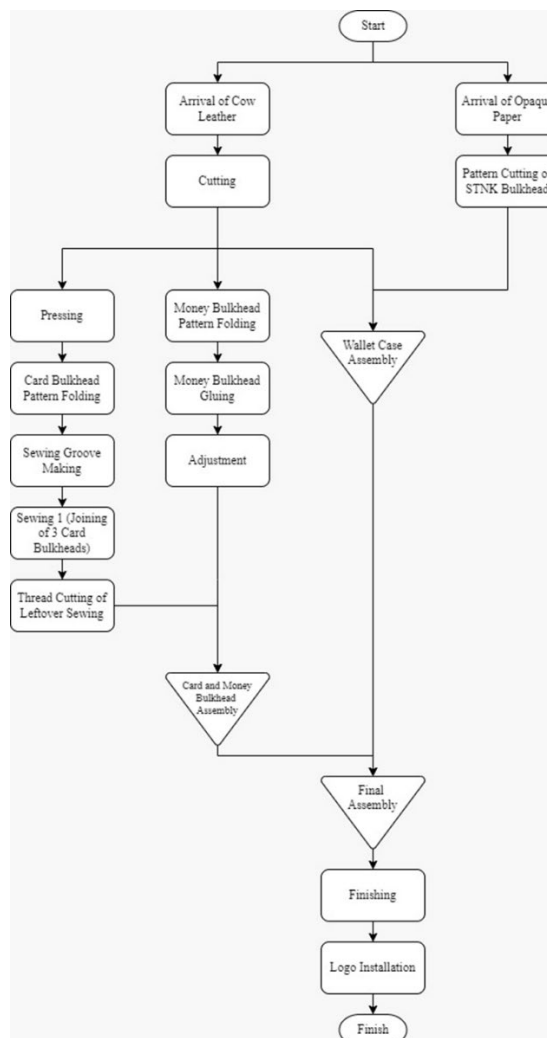 Start
Arrival of Cow
Leather
Arrival of Opaqu
Paper
Cutting
Pattern Cutting o
STNK Bulkhead
Pressing
Money Bulkhead
Pattern Folding
Wallet Case
Assembly
Card Bulkhead
Pattern Folding
Money Bulkhead
Gluing
Sewing Groove
Making
Adjustment
Sewing 1 (Joining
of 3 Card
Bulkheads)
Thread Cutting of
Leftover Sewing
Card and Money
Bulkhead
Assembly
Final
Assembly
Finishing
Logo Installation
Finish